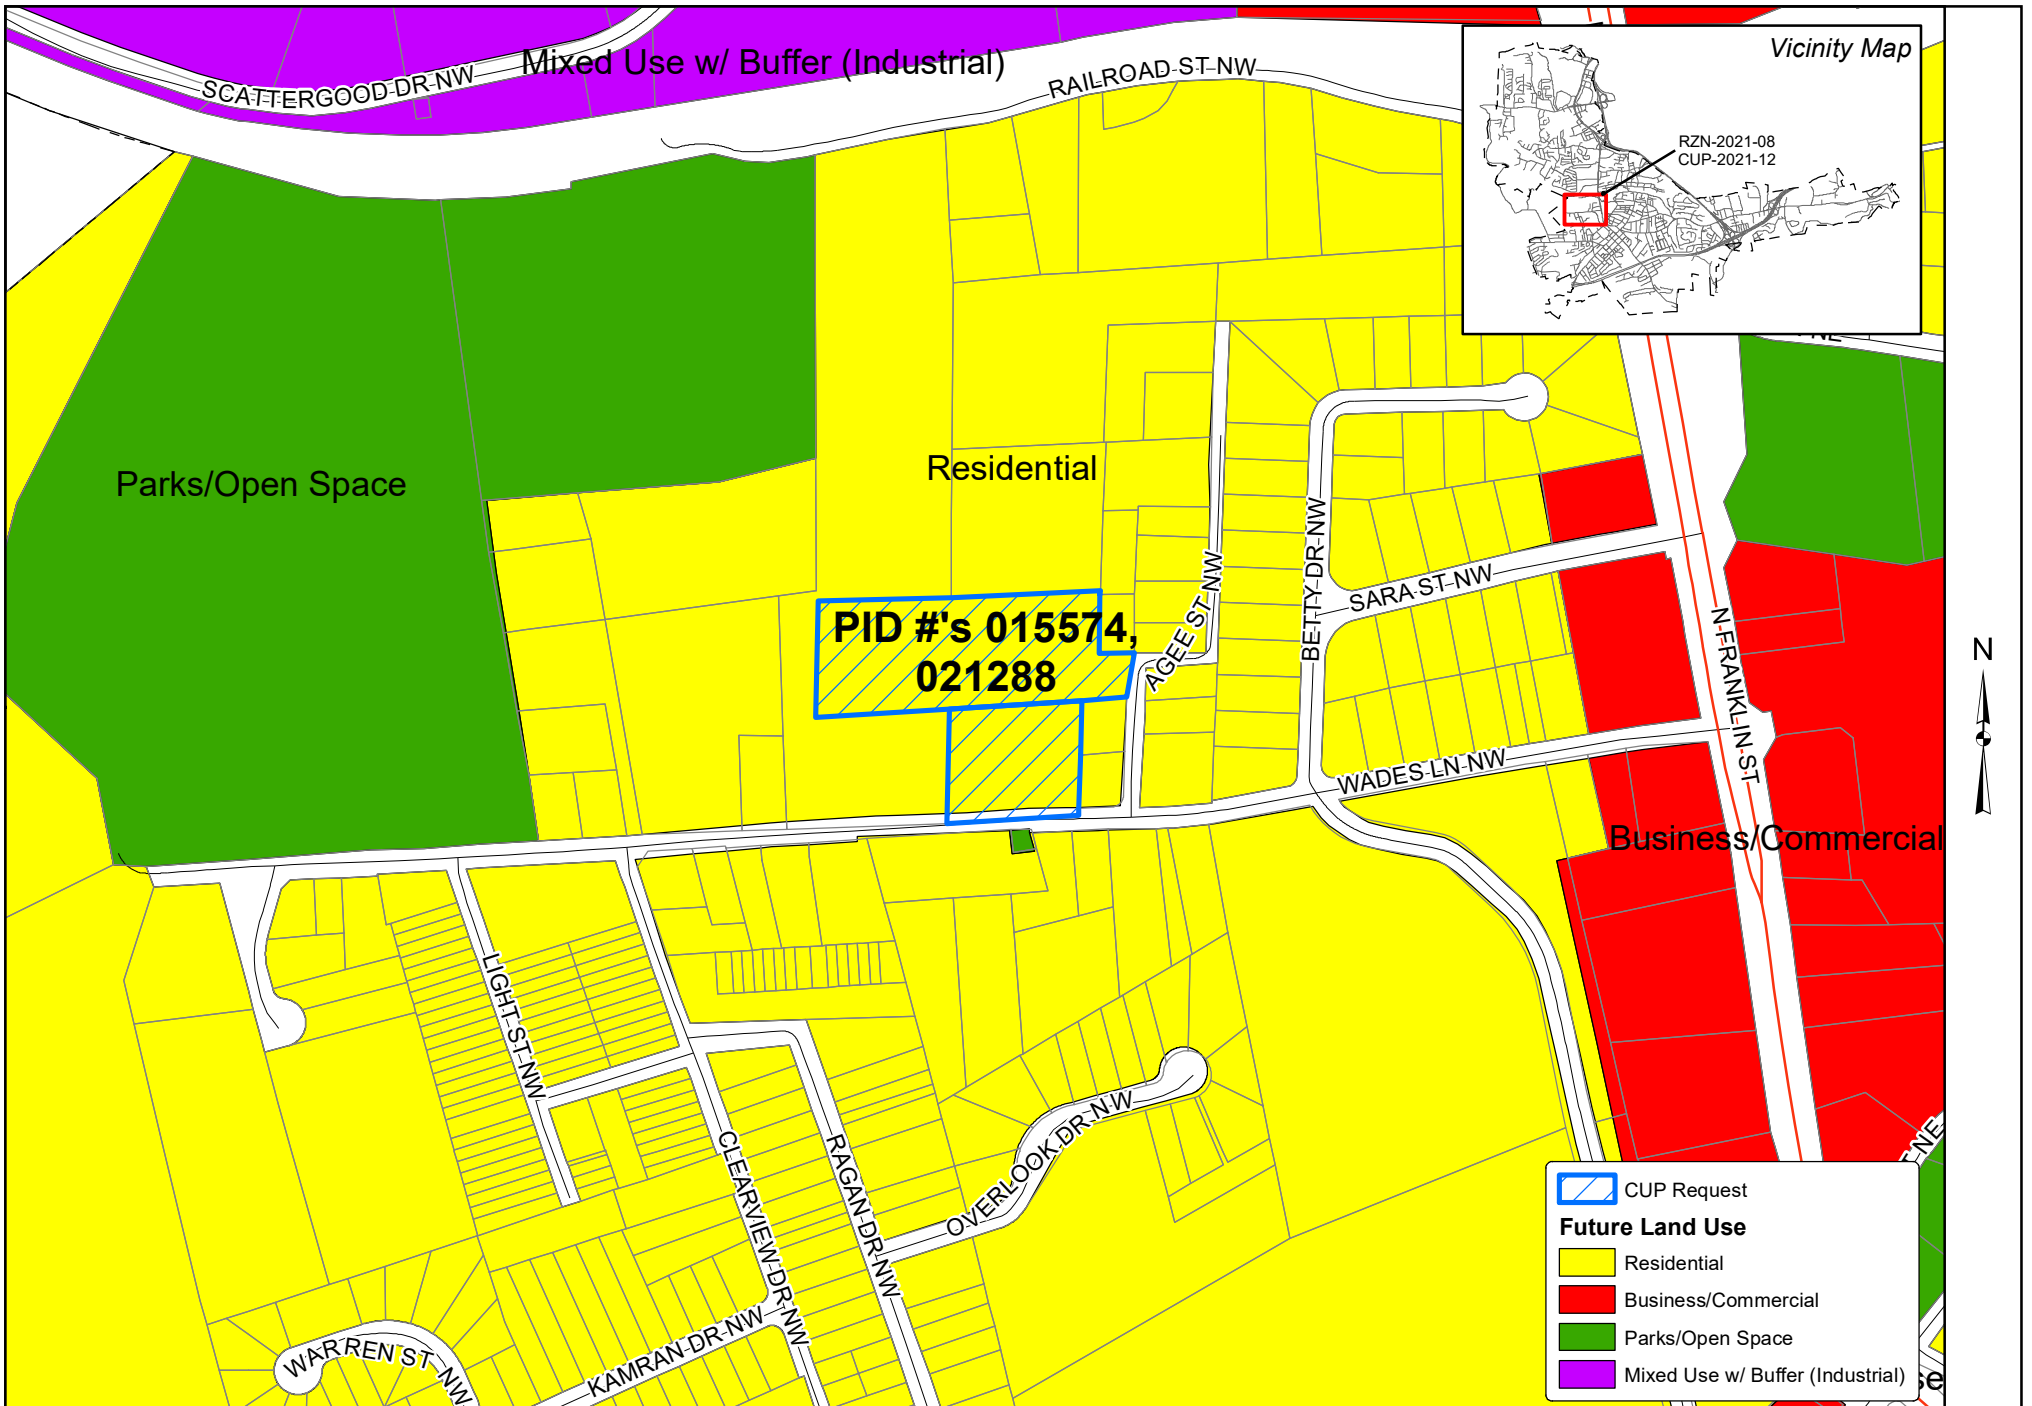 Mixed Use w/ Buffer (Industrial)
SCATTERGOOD DR NW
RAILROAD ST NW
Vicinity Map
RZN-2021-08
CUP-2021-12
NE
Parks/Open Space
Residential
PID #'s 015574,
021288
AGEE ST NW
BETTY DR NW
SARA ST NW
N FRANKLIN ST
WADES LN NW
Business/Commercial
N
LIGHT ST NW
CLEARVIEW DR NW
RAGAN DR NW
OVERLOOK DR NW
WARREN ST NW
KAMRAN DR NW
T NE
CUP Request
Future Land Use
Residential
Business/Commercial
Parks/Open Space
Mixed Use w/ Buffer (Industrial)